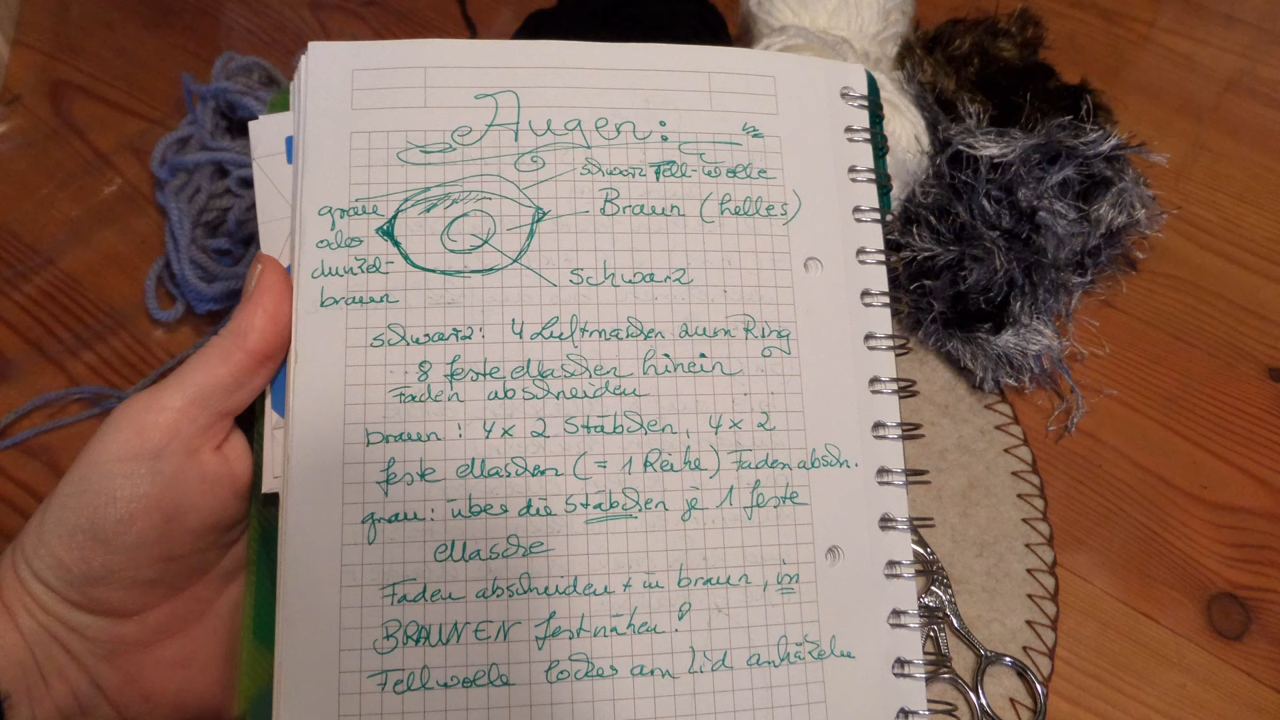 Augen:
schwarz Fell-Wolle
Braun (helles)
schwarz
graue
oder
dunkel-
braun
schwarz: 4 Luftmaschen zum Ring
8 feste Maschen hinein
Faden abschneiden
braun: 4x 2 Stäbchen, 4x 2
feste Maschen (= 1 Reihe) Faden absch.
grau: über die Stäbchen je 1 feste
Masche
Faden abschneiden + in braun, in
BRAUNEN festnähen!
Fellwolle locker am Lid anhäkeln